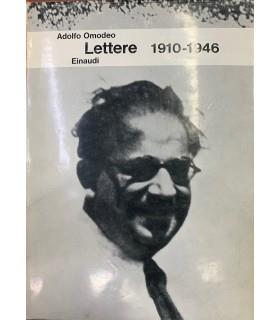 Adolfo Omodeo
Lettere 1910-1946
Einaudi